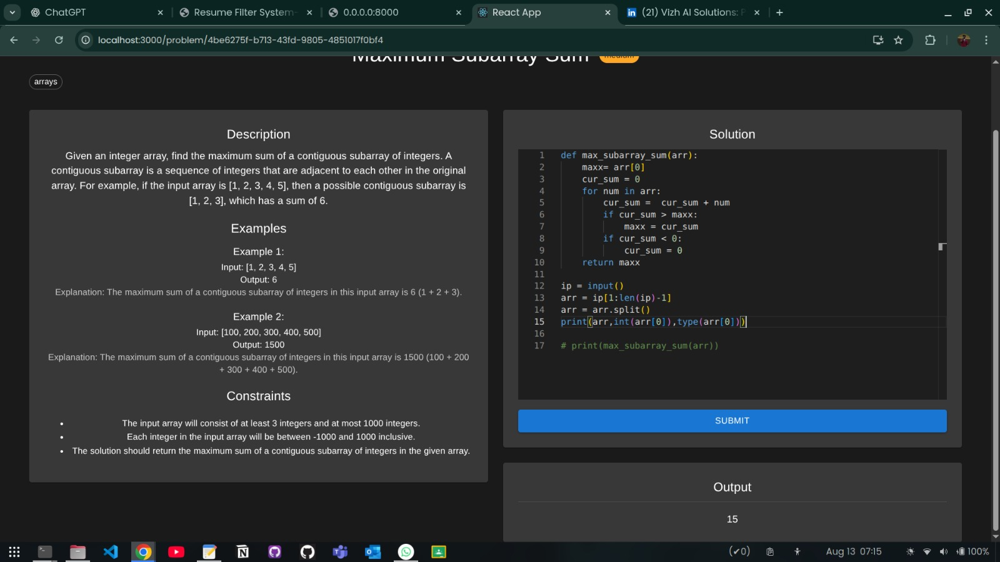 ChatGPT
Resume Filter System-
0.0.0.0:8000
React App
(21) Vizh AI Solutions: P
localhost:3000/problem/4be6275f-b713-43fd-9805-4851017f0bf4
Maximum Subarray Sum medium
arrays
Description
Given an integer array, find the maximum sum of a contiguous subarray of integers. A
contiguous subarray is a sequence of integers that are adjacent to each other in the original
array. For example, if the input array is [1, 2, 3, 4, 5], then a possible contiguous subarray is
[1, 2, 3], which has a sum of 6.
Examples
Example 1:
Input: [1, 2, 3, 4, 5]
Output: 6
Explanation: The maximum sum of a contiguous subarray of integers in this input array is 6 (1 + 2 + 3).
Example 2:
Input: [100, 200, 300, 400, 500]
Output: 1500
Explanation: The maximum sum of a contiguous subarray of integers in this input array is 1500 (100 + 200
+ 300 + 400 + 500).
Constraints
The input array will consist of at least 3 integers and at most 1000 integers.
Each integer in the input array will be between -1000 and 1000 inclusive.
The solution should return the maximum sum of a contiguous subarray of integers in the given array.
Solution
1 def max_subarray_sum(arr):
2 maxx= arr[0]
3 cur_sum = 0
4 for num in arr:
5 cur_sum =  cur_sum + num
6 if cur_sum > maxx:
7 maxx = cur_sum
8 if cur_sum < 0:
9 cur_sum = 0
10 return maxx
11
12 ip = input()
13 arr = ip[1:len(ip)-1]
14 arr = arr.split()
15 print(arr,int(arr[0]),type(arr[0]))
16
17 # print(max_subarray_sum(arr))
SUBMIT
Output
15
(✔0)
Aug 13 07:15
100%